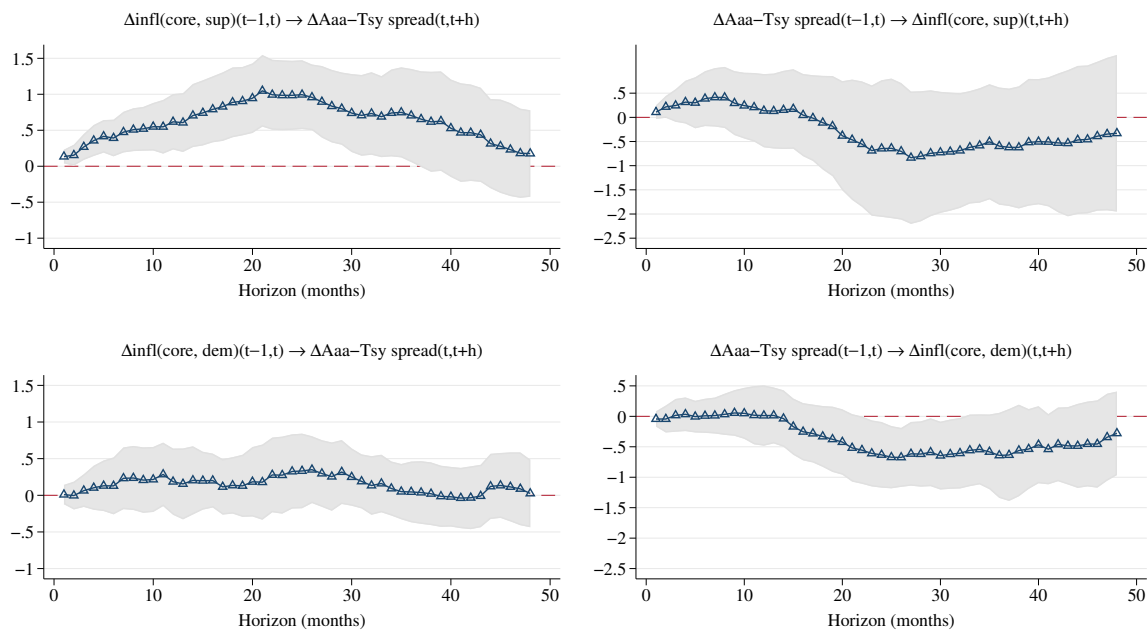 Δinfl(core, sup)(t−1,t) → ΔAaa−Tsy spread(t,t+h)
1.5
1
.5
0
−.5
−1
0 10 20 30 40 50
Horizon (months)
ΔAaa−Tsy spread(t−1,t) → Δinfl(core, sup)(t,t+h)
.5
0
−.5
−1
−1.5
−2
−2.5
0 10 20 30 40 50
Horizon (months)
Δinfl(core, dem)(t−1,t) → ΔAaa−Tsy spread(t,t+h)
1.5
1
.5
0
−.5
−1
0 10 20 30 40 50
Horizon (months)
ΔAaa−Tsy spread(t−1,t) → Δinfl(core, dem)(t,t+h)
.5
0
−.5
−1
−1.5
−2
−2.5
0 10 20 30 40 50
Horizon (months)